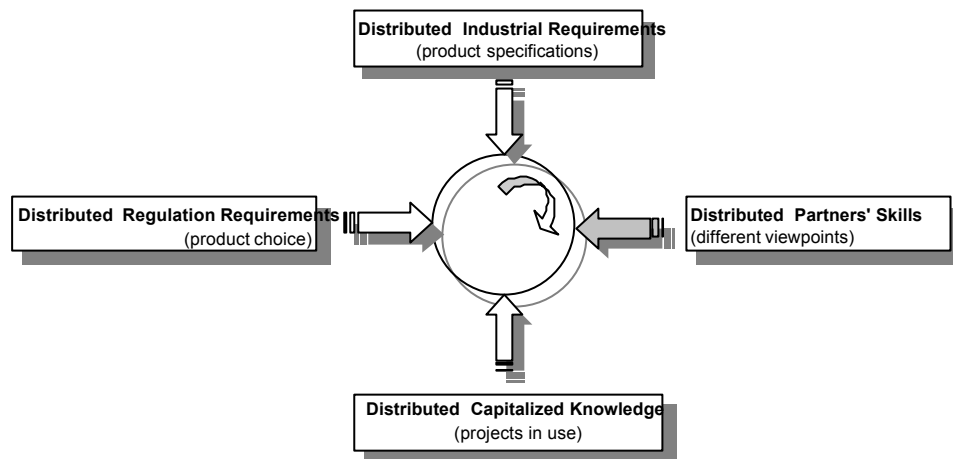 Distributed Industrial Requirements
(product specifications)
Distributed Regulation Requirements
(product choice)
Distributed Partners' Skills
(different viewpoints)
Distributed Capitalized Knowledge
(projects in use)